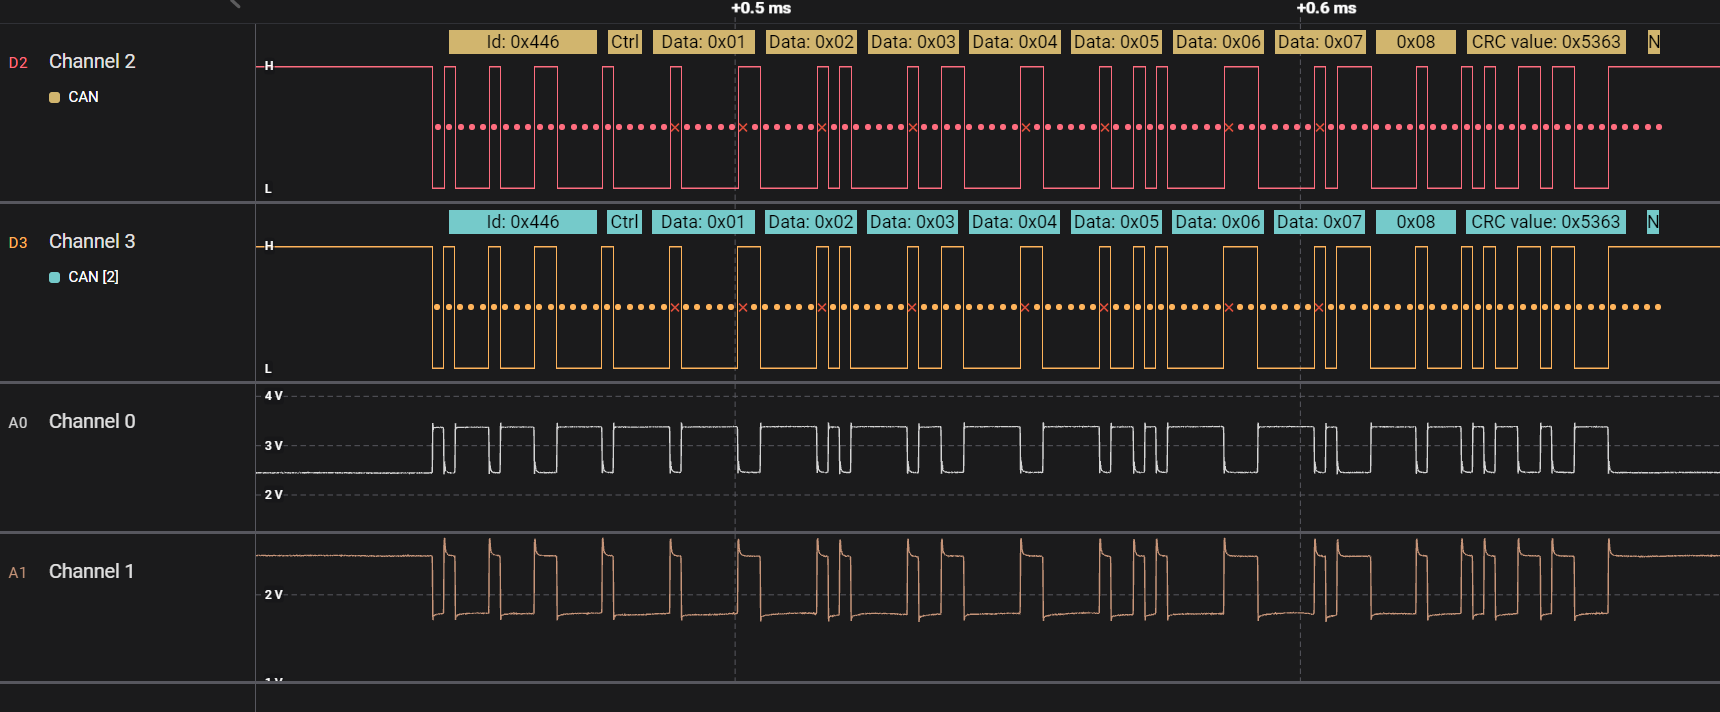 +0.5 ms +0.6 ms
Id: 0x446 Ctrl Data: 0x01 Data: 0x02 Data: 0x03 Data: 0x04 Data: 0x05 Data: 0x06 Data: 0x07 0x08 CRC value: 0x5363 N
D2 Channel 2 H
CAN
L
Id: 0x446 Ctrl Data: 0x01 Data: 0x02 Data: 0x03 Data: 0x04 Data: 0x05 Data: 0x06 Data: 0x07 0x08 CRC value: 0x5363 N
D3 Channel 3 H
CAN [2]
L
4 V
A0 Channel 0
3 V
2 V
A1 Channel 1
2 V
1 V